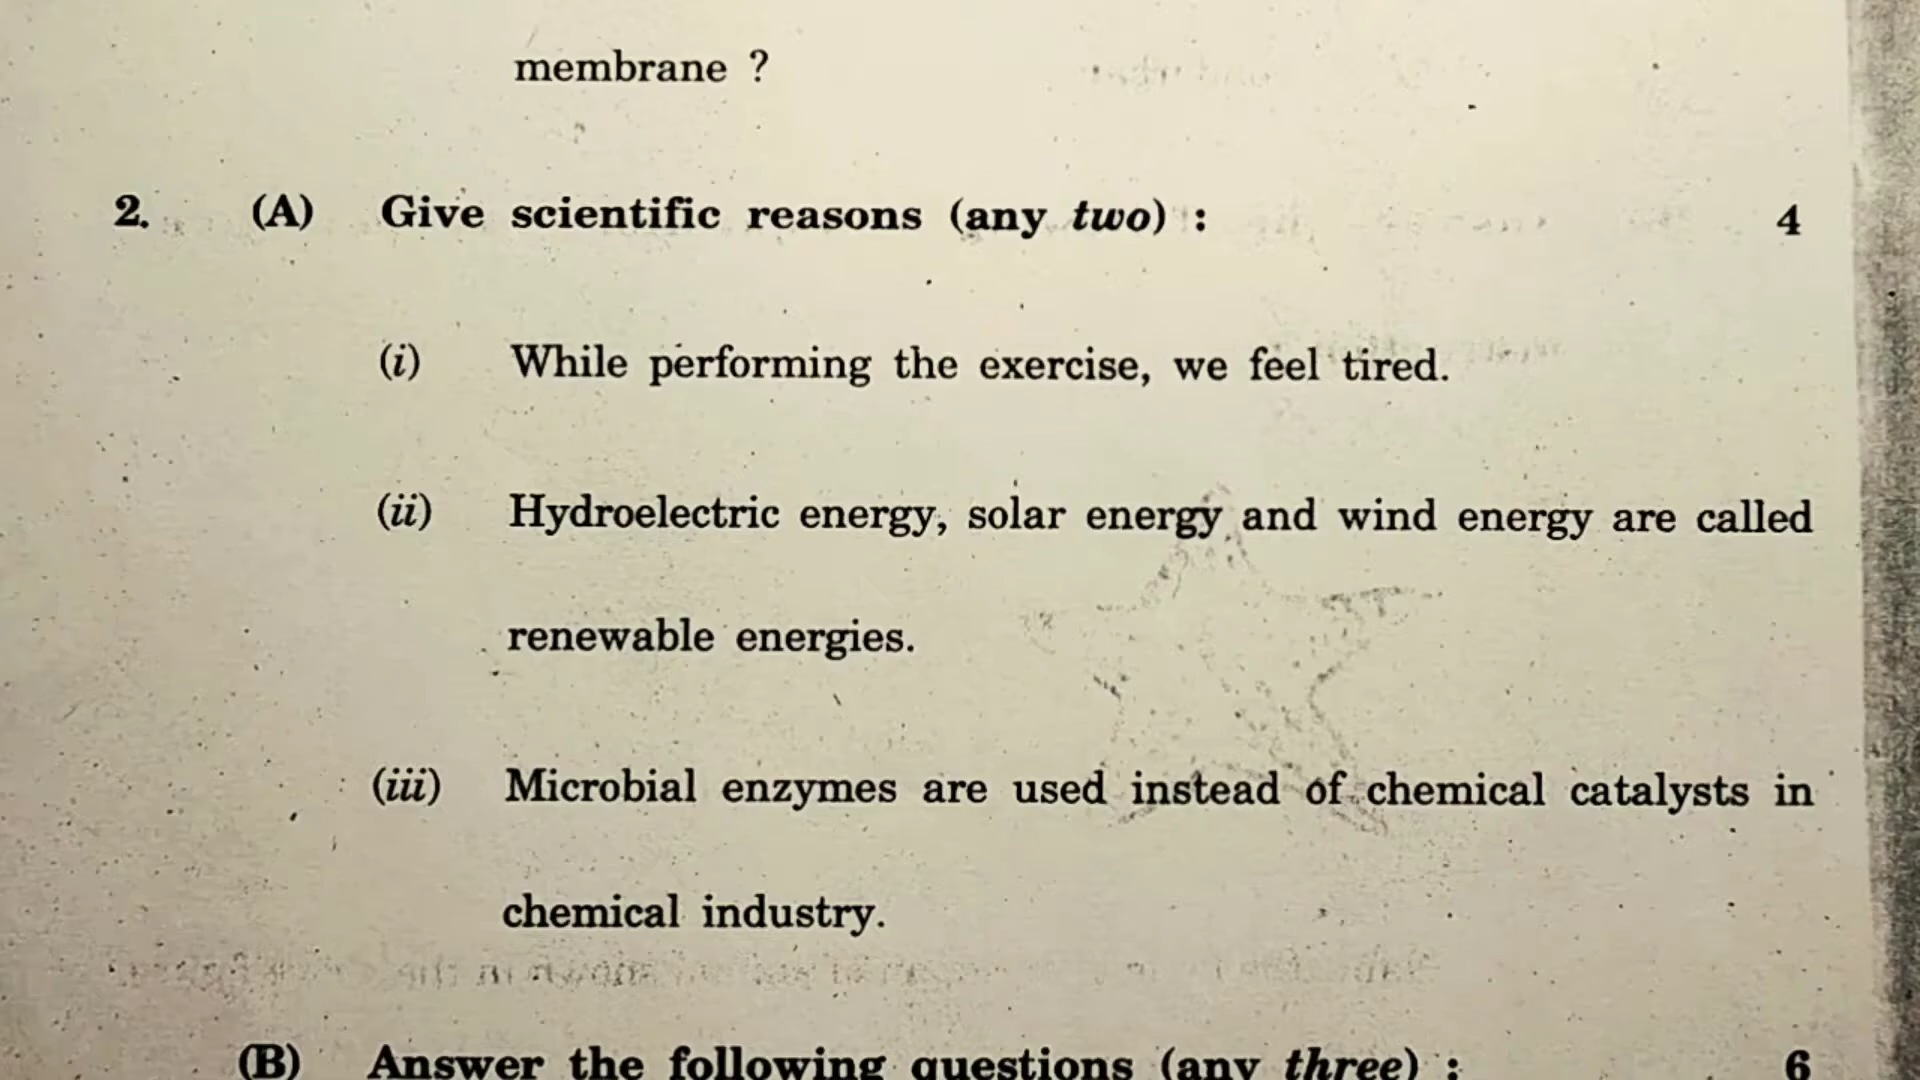 membrane ?
2. (A) Give scientific reasons (any two) : 4
(i) While performing the exercise, we feel tired.
(ii) Hydroelectric energy, solar energy and wind energy are called
renewable energies.
(iii) Microbial enzymes are used instead of chemical catalysts in
chemical industry.
(B) Answer the following questions (any three) : 6